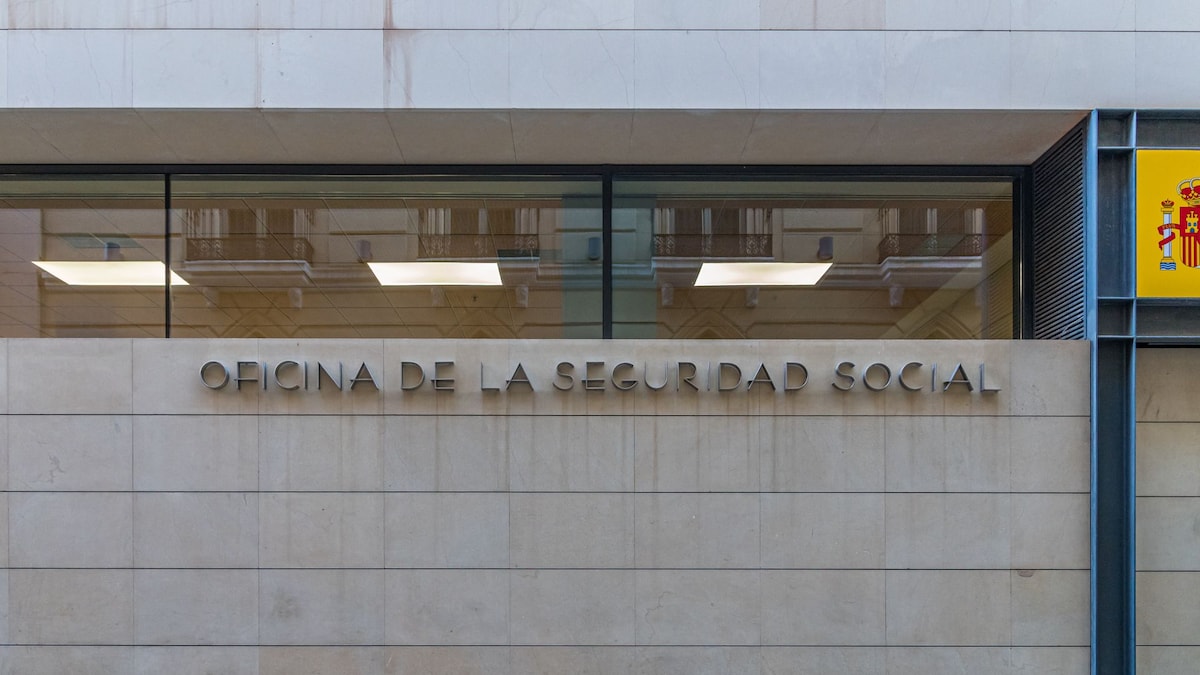 OFICINA DE LA SEGURIDAD SOCIAL